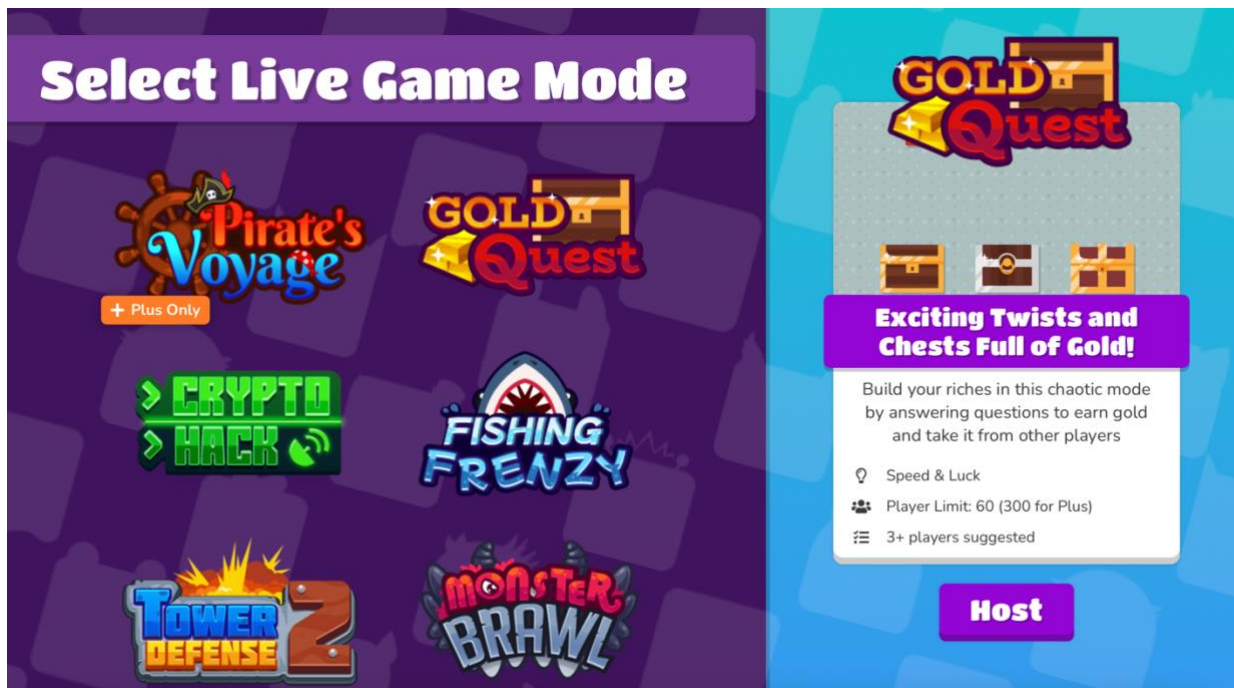 Select Live Game Mode
Pirate's
Voyage
+ Plus Only
GOLD
Quest
> CRYPTO
> HACK
FISHING
FRENZY
TOWER
DEFENSE 2
MONSTER
BRAWL
GOLD
Quest
Exciting Twists and
Chests Full of Gold!
Build your riches in this chaotic mode
by answering questions to earn gold
and take it from other players
Speed & Luck
Player Limit: 60 (300 for Plus)
3+ players suggested
Host